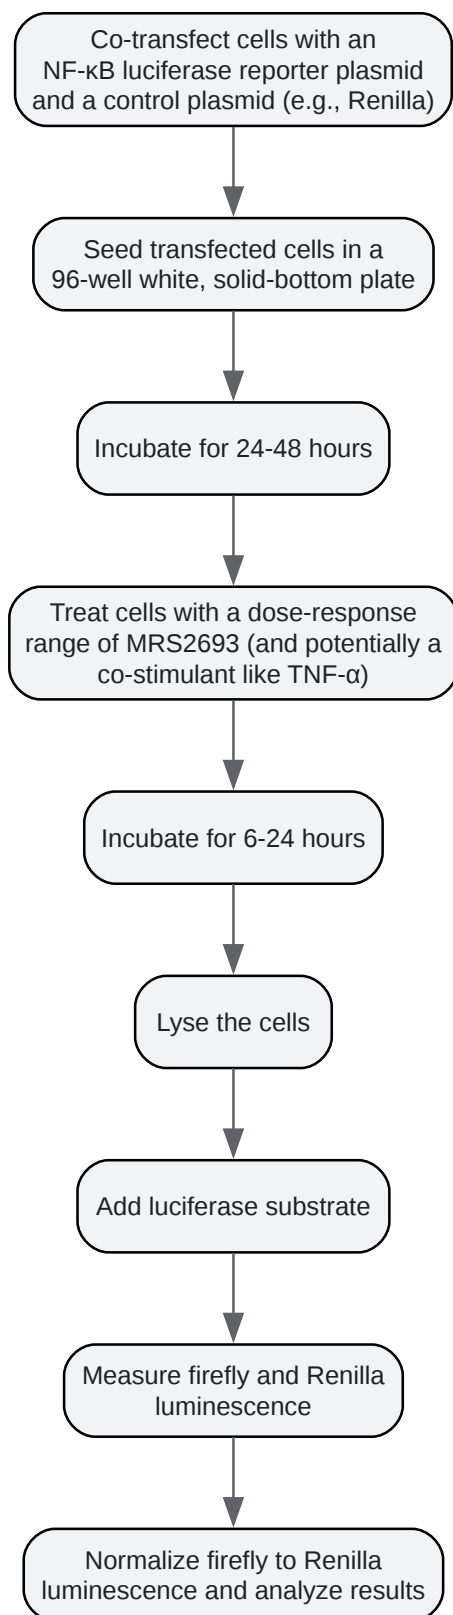 Co-transfect cells with an
NF-κB luciferase reporter plasmid
and a control plasmid (e.g., Renilla)
Seed transfected cells in a
96-well white, solid-bottom plate
Incubate for 24-48 hours
Treat cells with a dose-response
range of MRS2693 (and potentially a
co-stimulant like TNF-α)
Incubate for 6-24 hours
Lyse the cells
Add luciferase substrate
Measure firefly and Renilla
luminescence
Normalize firefly to Renilla
luminescence and analyze results